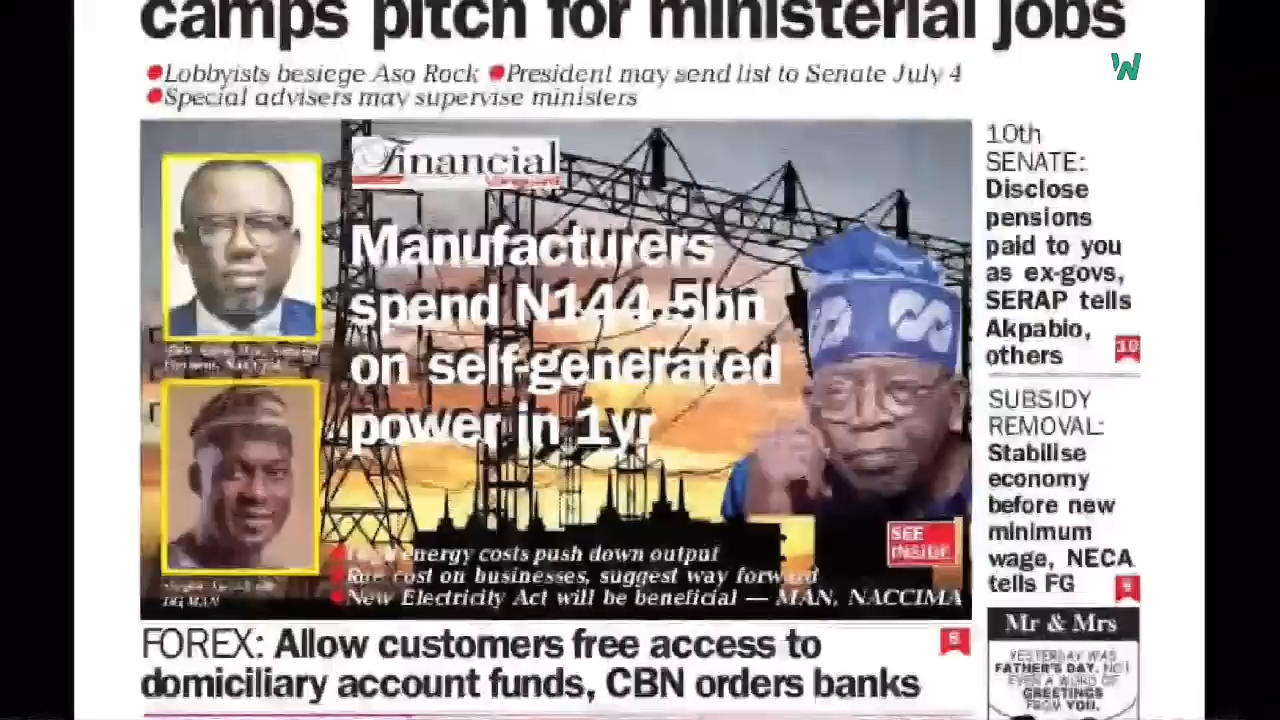 camps pitch for ministerial jobs
Lobbyists besiege Aso Rock President may send list to Senate July 4
Special advisers may supervise ministers
W
Financial
Vanguard
Manufacturers
spend N144.5bn
on self-generated
power in 1yr
energy costs push down output
cost on businesses, suggest way forward
New Electricity Act will be beneficial — MAN, NACCIMA
SEE
INSIDE
DG MAN
10th
SENATE:
Disclose
pensions
paid to you
as ex-govs,
SERAP tells
Akpabio,
others
10
SUBSIDY
REMOVAL:
Stabilise
economy
before new
minimum
wage, NECA
tells FG
Mr & Mrs
YESTERDAY WAS
FATHER'S DAY. NOT
EVEN A WORD OF
GREETINGS
FROM YOU.
FOREX: Allow customers free access to
domiciliary account funds, CBN orders banks